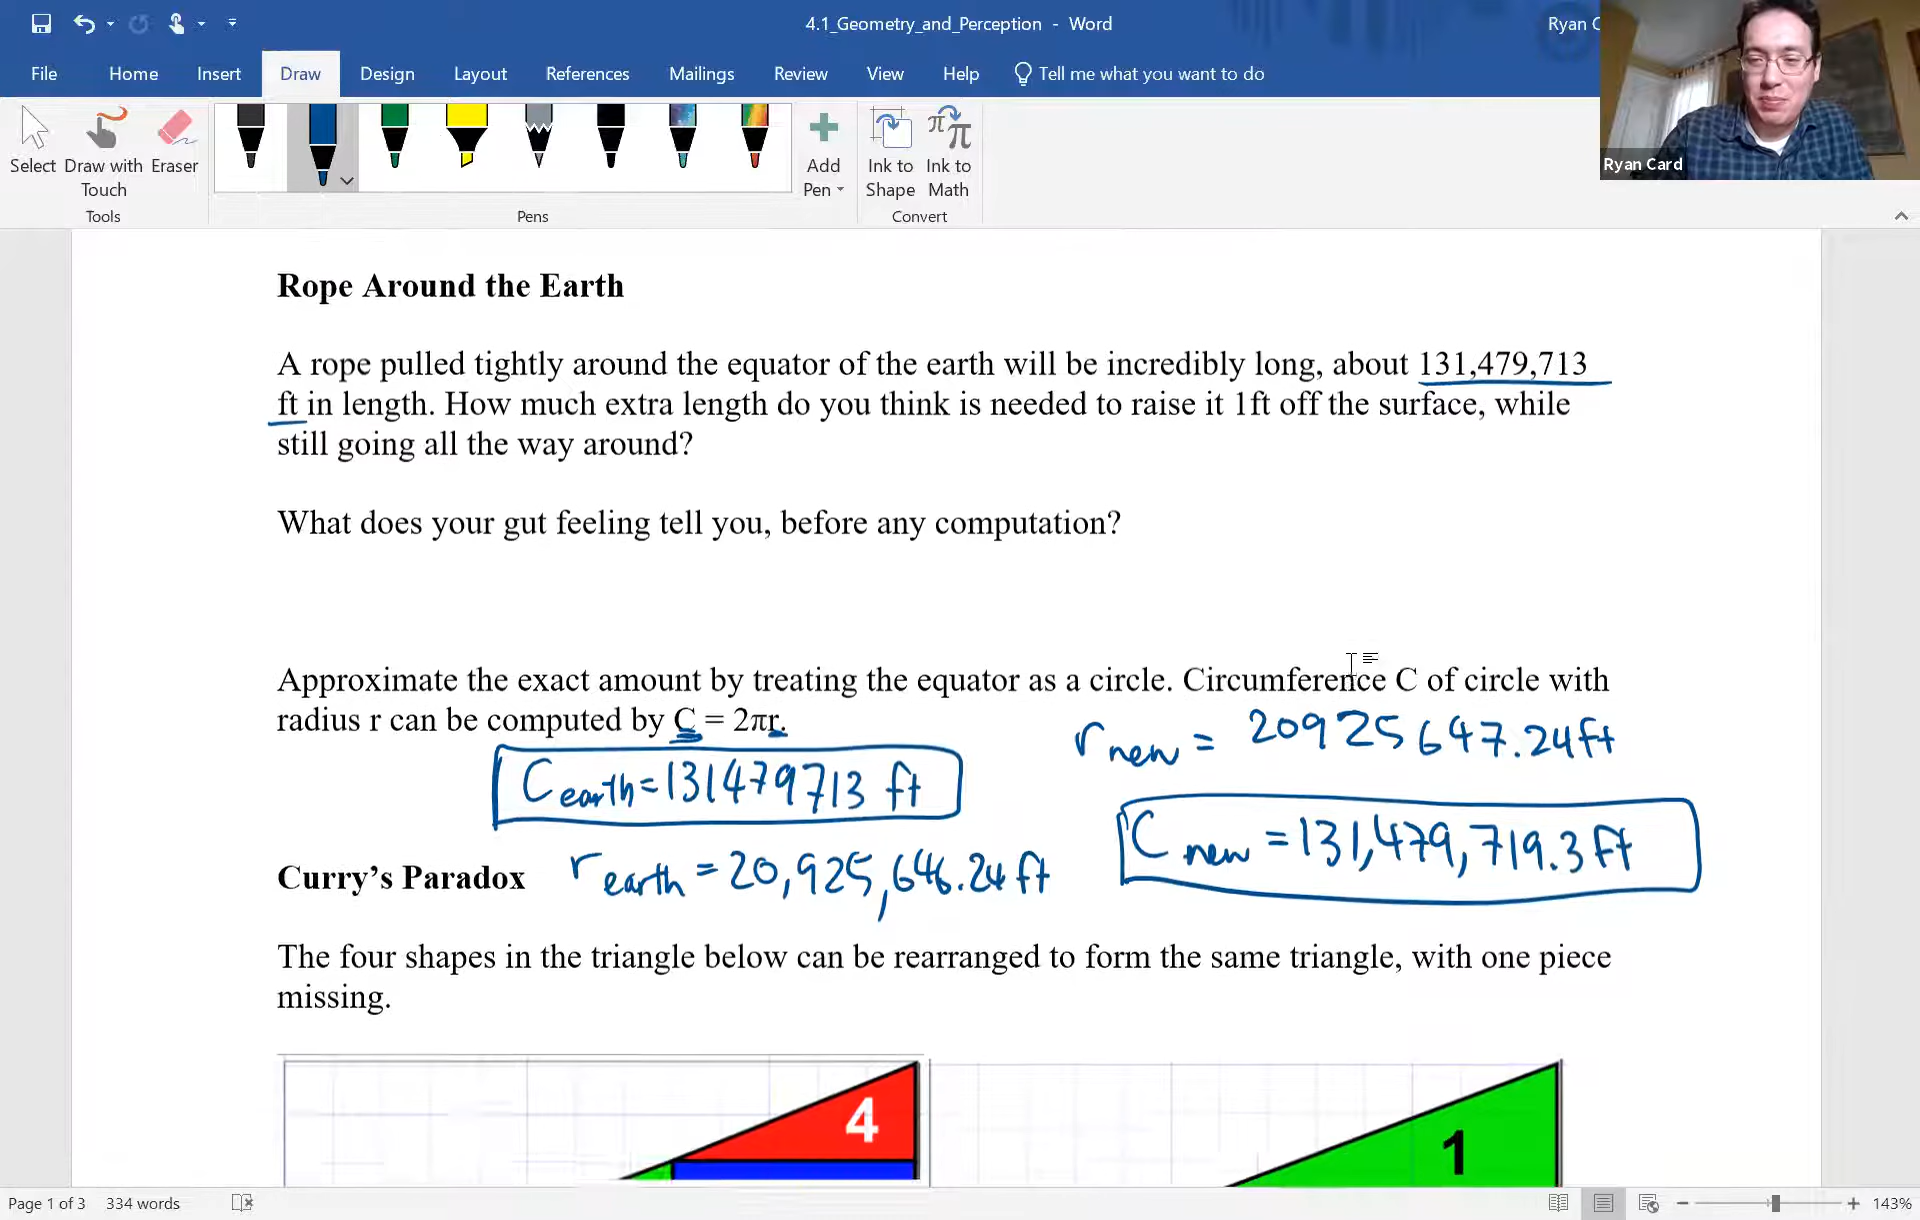 4.1_Geometry_and_Perception - Word
Ryan C
File Home Insert Draw Design Layout References Mailings Review View Help Tell me what you want to do
Select
Draw with Touch
Eraser
Add Pen
Ink to Shape
Ink to Math
Tools
Pens
Convert
Ryan Card
Rope Around the Earth
A rope pulled tightly around the equator of the earth will be incredibly long, about 131,479,713
ft in length. How much extra length do you think is needed to raise it 1ft off the surface, while
still going all the way around?
What does your gut feeling tell you, before any computation?
Approximate the exact amount by treating the equator as a circle. Circumference C of circle with
radius r can be computed by C = 2πr.
r new = 20925647.24ft
C earth = 131479713 ft
C new = 131,479,719.3 ft
Curry's Paradox
r earth = 20,925,646.24 ft
The four shapes in the triangle below can be rearranged to form the same triangle, with one piece
missing.
4
1
Page 1 of 3 334 words
143%